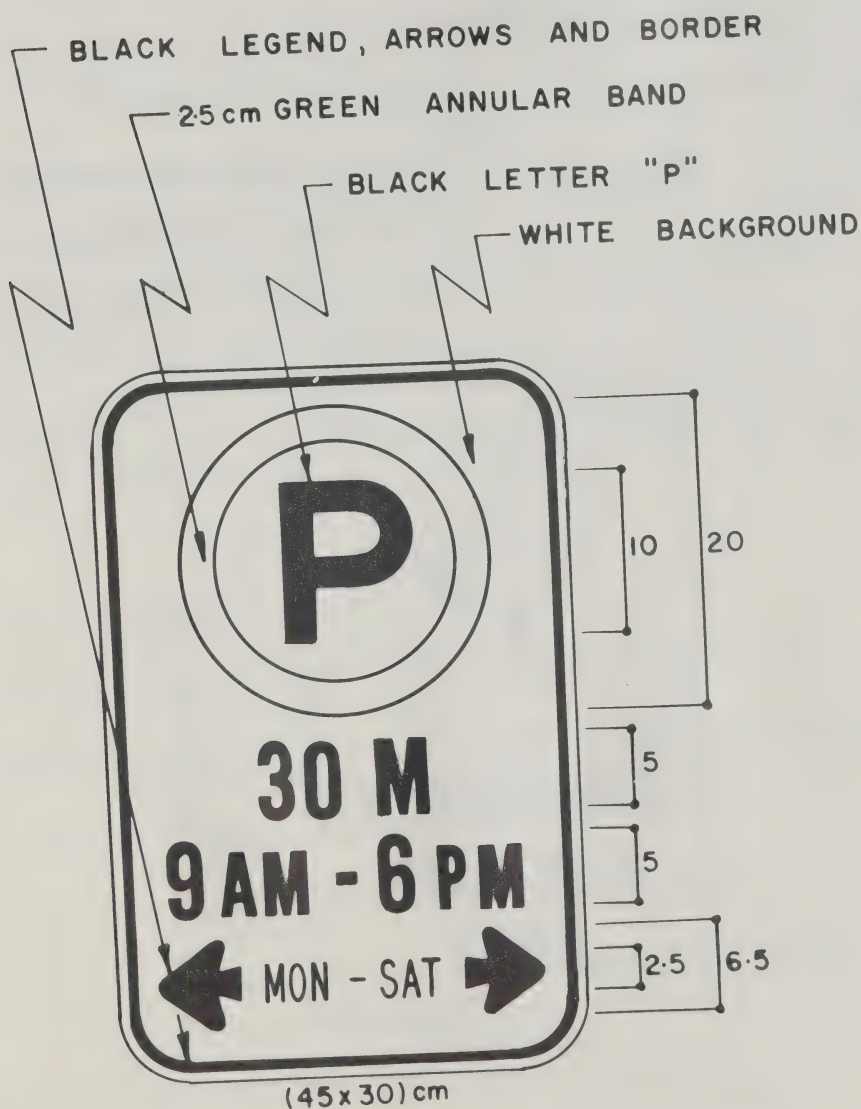 BLACK LEGEND, ARROWS AND BORDER
2.5 cm GREEN ANNULAR BAND
BLACK LETTER "P"
WHITE BACKGROUND
P
10
20
30 M
5
9 AM - 6 PM
5
MON - SAT
2.5
6.5
(45 x 30) cm